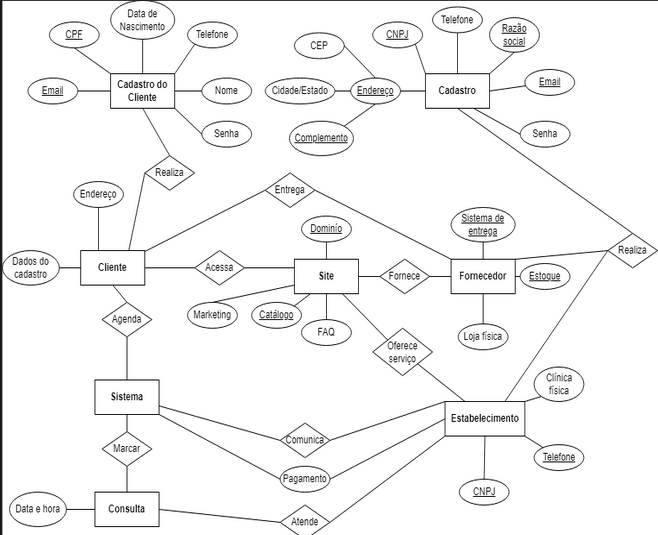 Data de
Nascimento
CPF
Telefone
Email
Cadastro do
Cliente
Nome
Senha
Realiza
Telefone
CNPJ
Razão
social
CEP
Cidade/Estado
Endereço
Cadastro
Email
Complemento
Senha
Endereço
Entrega
Domínio
Sistema de
entrega
Realiza
Dados do
cadastro
Cliente
Acessa
Site
Fornece
Fornecedor
Estoque
Marketing
Catálogo
FAQ
Loja física
Agenda
Oferece
serviço
Clínica
física
Sistema
Estabelecimento
Comunica
Marcar
Telefone
Pagamento
CNPJ
Data e hora
Consulta
Atende